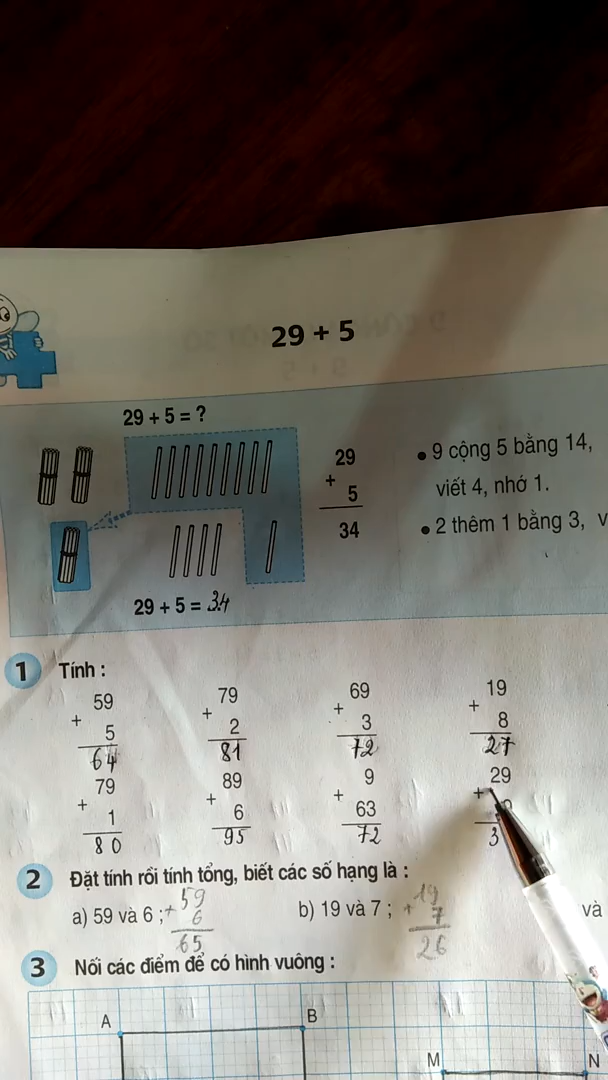 29 + 5
29 + 5 = ?
29
+
5
34
• 9 cộng 5 bằng 14,
viết 4, nhớ 1.
• 2 thêm 1 bằng 3,
29 + 5 = 34
1 Tính :
59 79 69 19
+ + + +
5 2 3 8
64 81 72 27
79 89 9 29
+ + + +
1 6 63
80 95 72 3
2 Đặt tính rồi tính tổng, biết các số hạng là :
59 19
a) 59 và 6 ; + 6 b) 19 và 7 ; + 7 và
65 26
3 Nối các điểm để có hình vuông :
A B
M N